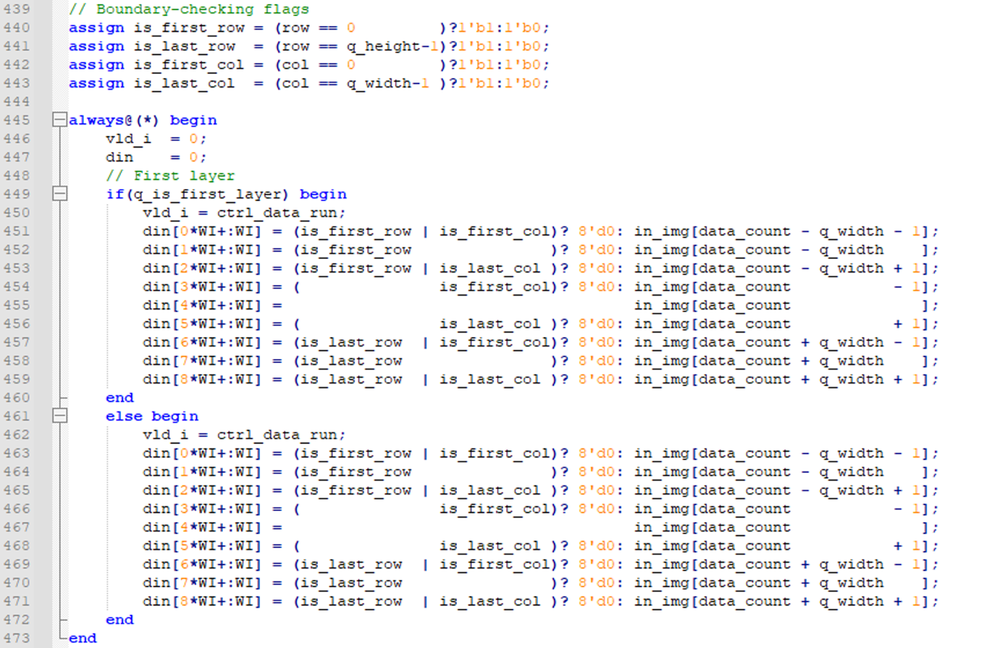 439 // Boundary-checking flags
440 assign is_first_row = (row == 0         )?1'b1:1'b0;
441 assign is_last_row  = (row == q_height-1)?1'b1:1'b0;
442 assign is_first_col = (col == 0         )?1'b1:1'b0;
443 assign is_last_col  = (col == q_width-1 )?1'b1:1'b0;
444
445 always@(*) begin
446     vld_i  = 0;
447     din    = 0;
448     // First layer
449     if(q_is_first_layer) begin
450         vld_i = ctrl_data_run;
451         din[0*WI+:WI] = (is_first_row | is_first_col)? 8'd0: in_img[data_count - q_width - 1];
452         din[1*WI+:WI] = (is_first_row               )? 8'd0: in_img[data_count - q_width    ];
453         din[2*WI+:WI] = (is_first_row | is_last_col )? 8'd0: in_img[data_count - q_width + 1];
454         din[3*WI+:WI] = (               is_first_col)? 8'd0: in_img[data_count           - 1];
455         din[4*WI+:WI] =                                      in_img[data_count              ];
456         din[5*WI+:WI] = (               is_last_col )? 8'd0: in_img[data_count           + 1];
457         din[6*WI+:WI] = (is_last_row  | is_first_col)? 8'd0: in_img[data_count + q_width - 1];
458         din[7*WI+:WI] = (is_last_row                )? 8'd0: in_img[data_count + q_width    ];
459         din[8*WI+:WI] = (is_last_row  | is_last_col )? 8'd0: in_img[data_count + q_width + 1];
460     end
461     else begin
462         vld_i = ctrl_data_run;
463         din[0*WI+:WI] = (is_first_row | is_first_col)? 8'd0: in_img[data_count - q_width - 1];
464         din[1*WI+:WI] = (is_first_row               )? 8'd0: in_img[data_count - q_width    ];
465         din[2*WI+:WI] = (is_first_row | is_last_col )? 8'd0: in_img[data_count - q_width + 1];
466         din[3*WI+:WI] = (               is_first_col)? 8'd0: in_img[data_count           - 1];
467         din[4*WI+:WI] =                                      in_img[data_count              ];
468         din[5*WI+:WI] = (               is_last_col )? 8'd0: in_img[data_count           + 1];
469         din[6*WI+:WI] = (is_last_row  | is_first_col)? 8'd0: in_img[data_count + q_width - 1];
470         din[7*WI+:WI] = (is_last_row                )? 8'd0: in_img[data_count + q_width    ];
471         din[8*WI+:WI] = (is_last_row  | is_last_col )? 8'd0: in_img[data_count + q_width + 1];
472     end
473 end